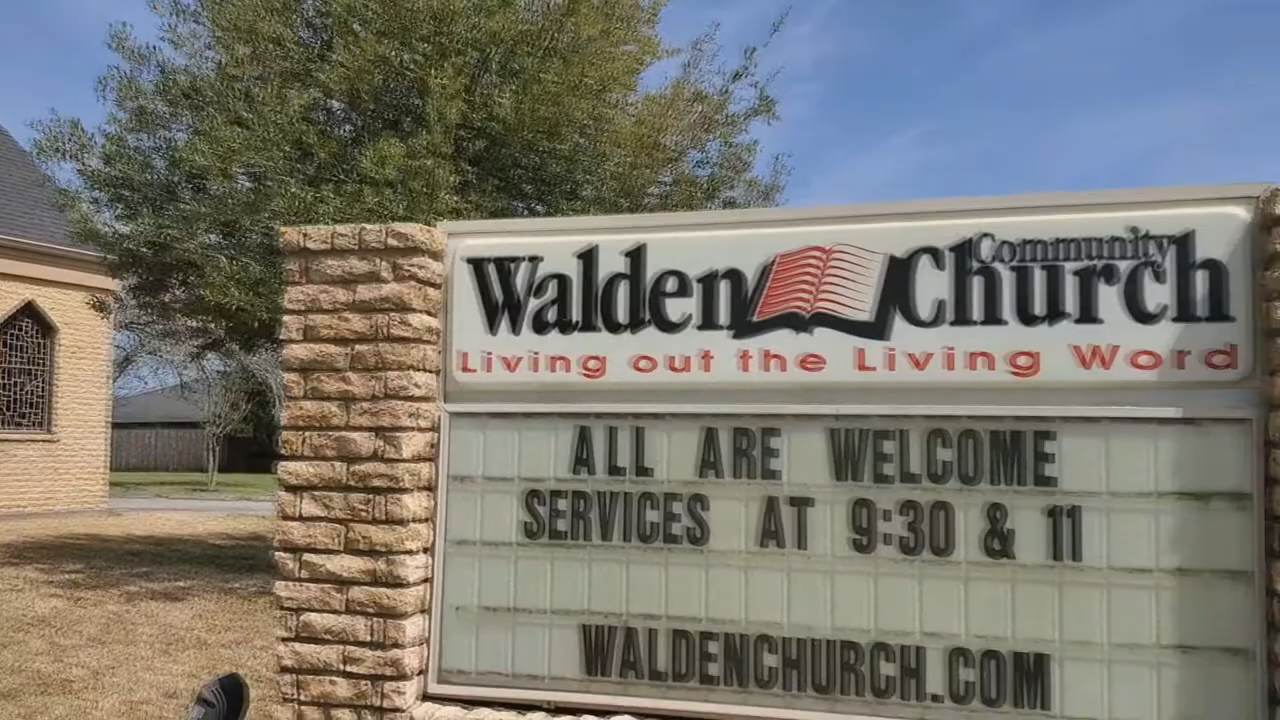 Walden Community Church
Living out the Living Word
ALL ARE WELCOME
SERVICES AT 9:30 & 11
WALDENCHURCH.COM